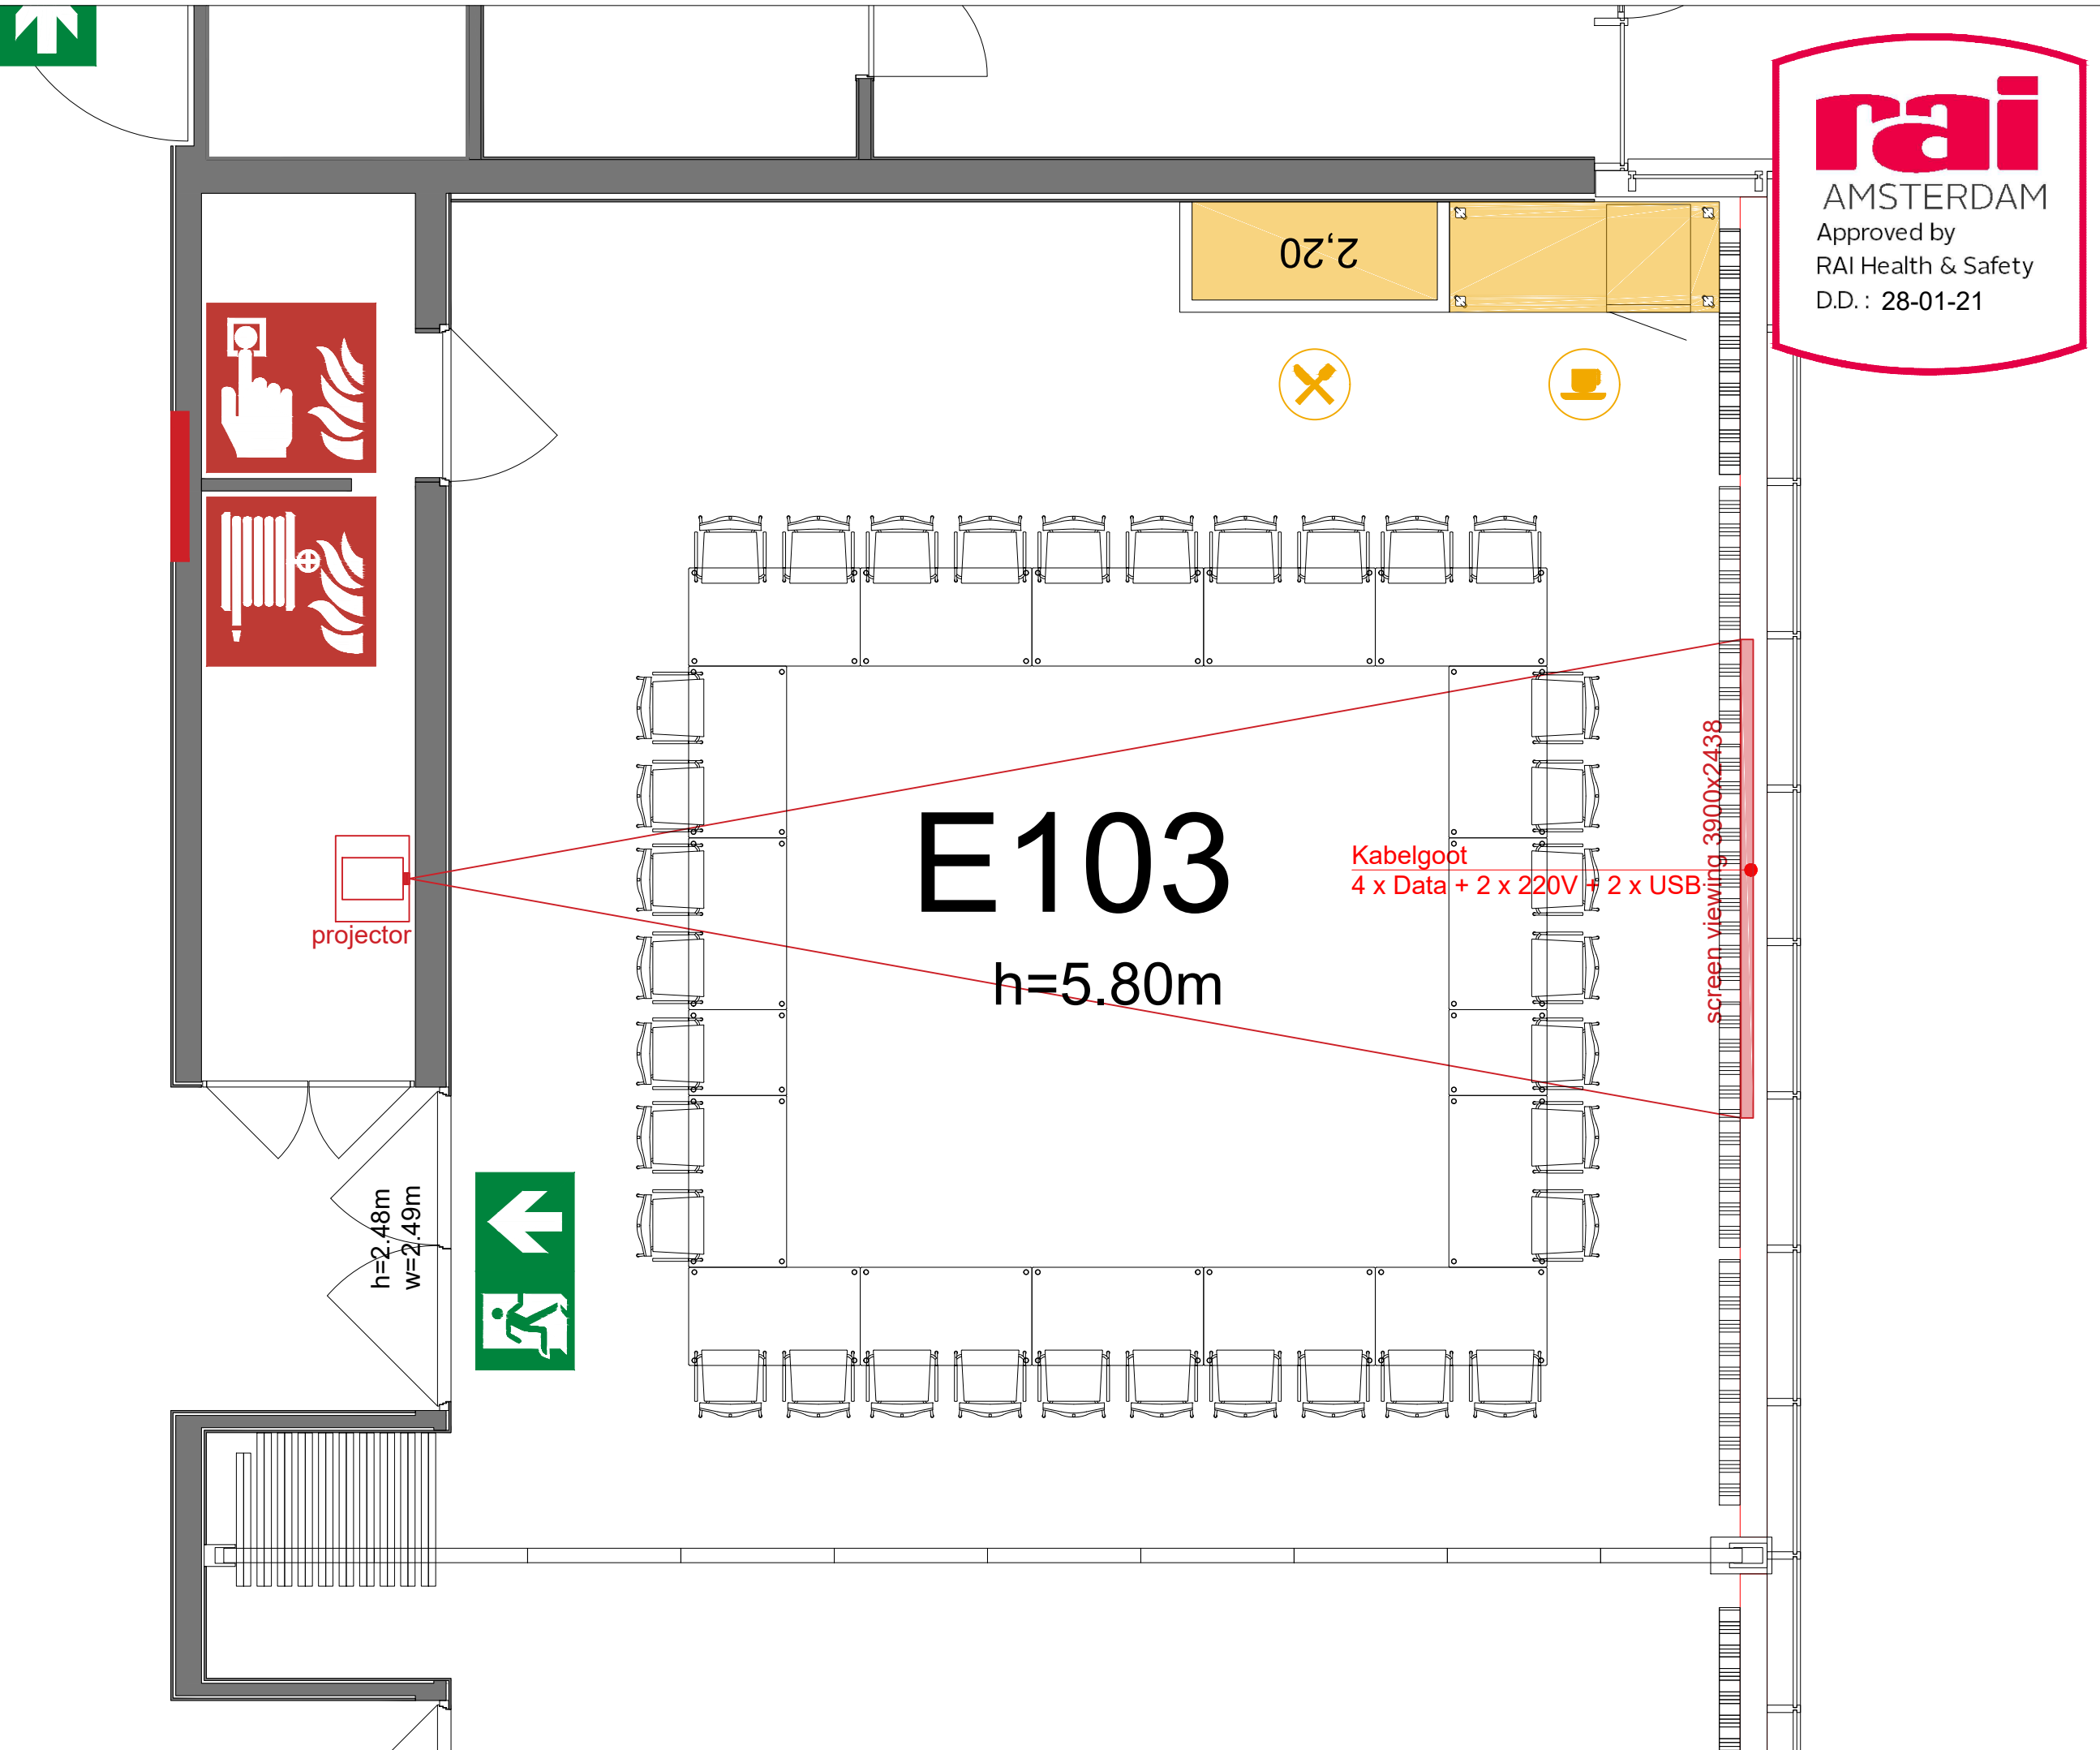 rai
AMSTERDAM
Approved by
RAI Health & Safety
D.D. : 28-01-21
2,20
E103
h=5.80m
Kabelgoot
4 x Data + 2 x 220V + 2 x USB
screen viewing 3900x2438
projector
h=2.48m
w=2.49m